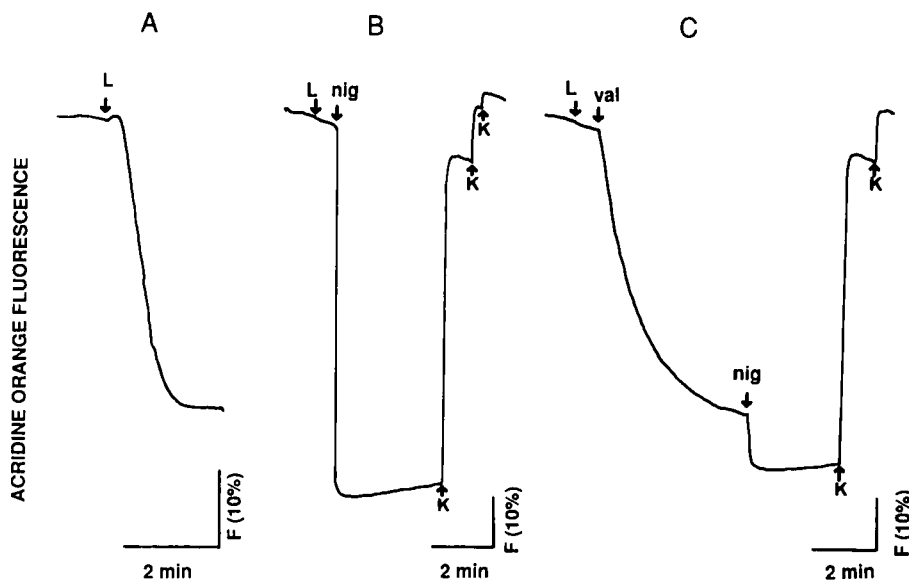 A
B
C
L
L nig
L val
K
K
K
nig
K
K
ACRIDINE ORANGE FLUORESCENCE
F (10%)
2 min
F (10%)
2 min
F (10%)
2 min